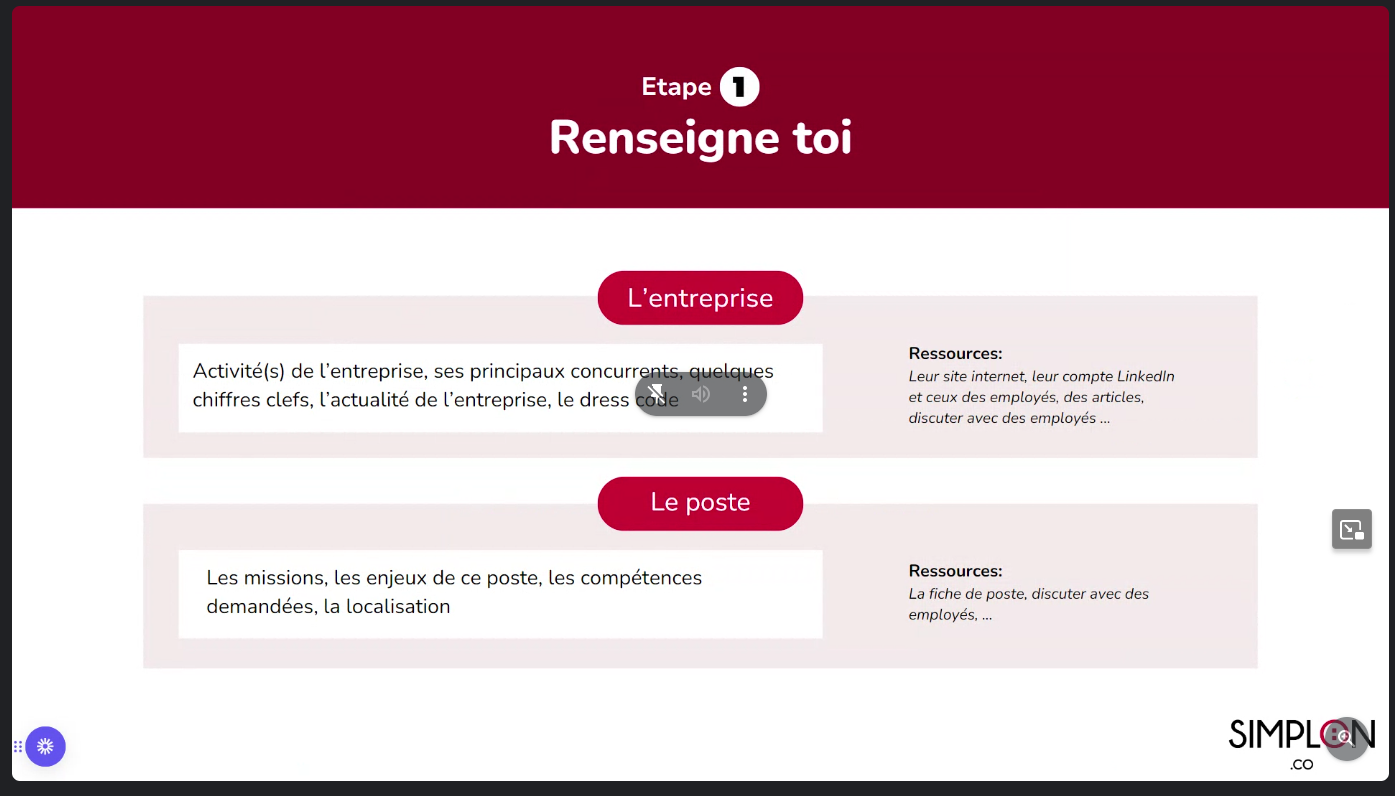 Etape 1
Renseigne toi
L’entreprise
Activité(s) de l’entreprise, ses principaux concurrents, quelques
chiffres clefs, l’actualité de l’entreprise, le dress code
Ressources:
Leur site internet, leur compte LinkedIn
et ceux des employés, des articles,
discuter avec des employés ...
Le poste
Les missions, les enjeux de ce poste, les compétences
demandées, la localisation
Ressources:
La fiche de poste, discuter avec des
employés, ...
SIMPLON
.CO